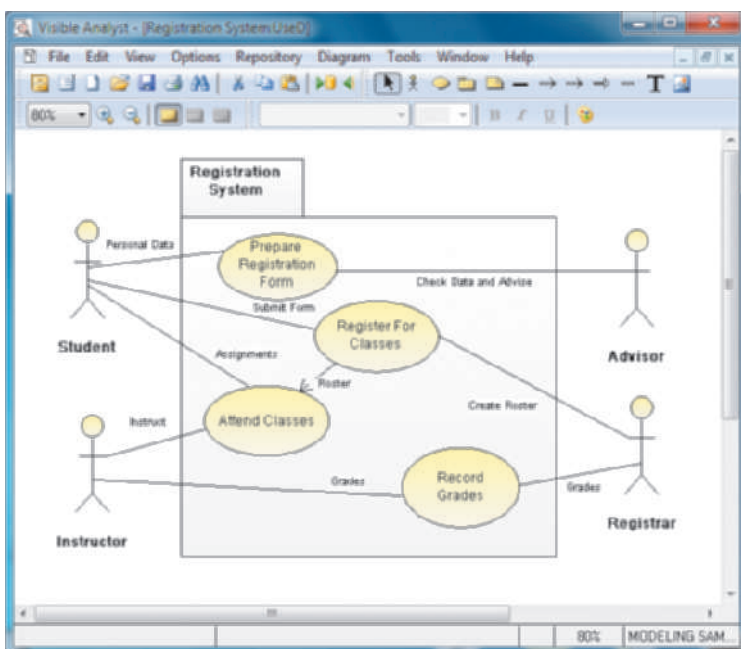 Visible Analyst - [Registration System UseD]
File Edit View Options Repository Diagram Tools Window Help
T
80%
B I U
Registration
System
Personal Data
Prepare
Registration
Form
Check Data and Advise
Submit Form
Student
Register For
Classes
Advisor
Assignments
Roster
Create Roster
Instruct
Attend Classes
Grades
Record
Grades
Grades
Instructor
Registrar
80%
MODELING SAM...